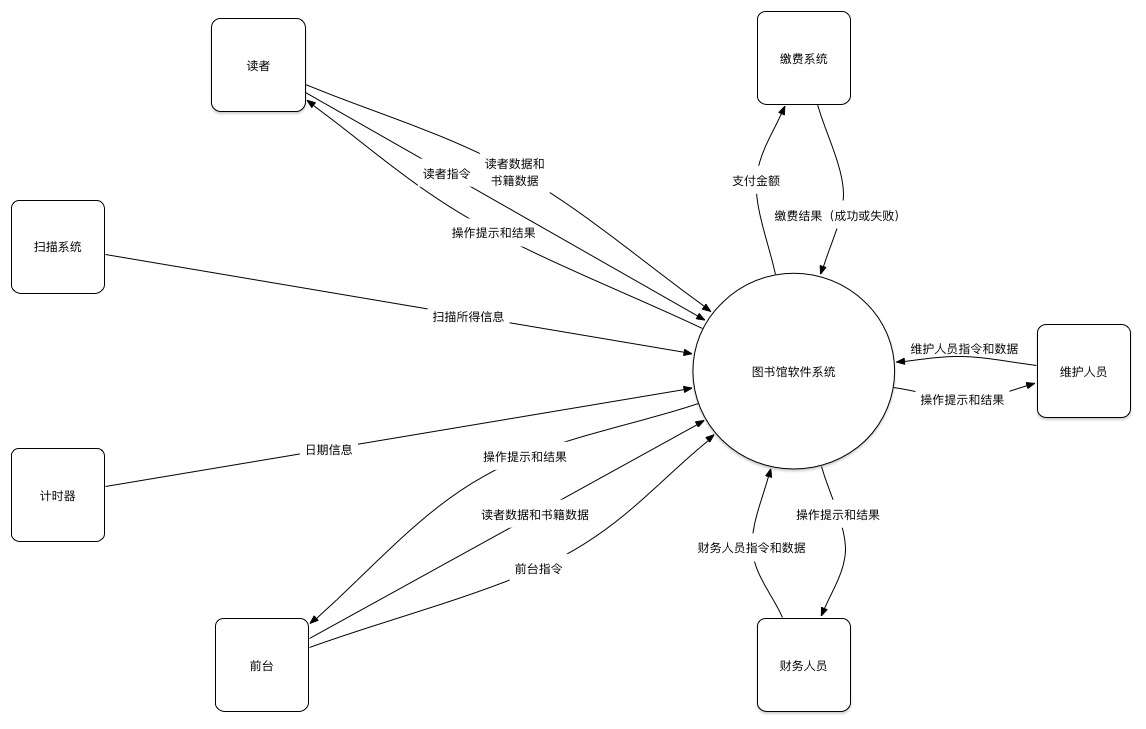 读者
缴费系统
读者数据和
书籍数据
读者指令
支付金额
缴费结果（成功或失败）
操作提示和结果
扫描系统
扫描所得信息
维护人员指令和数据
图书馆软件系统
维护人员
操作提示和结果
日期信息
操作提示和结果
计时器
读者数据和书籍数据
操作提示和结果
财务人员指令和数据
前台指令
前台
财务人员